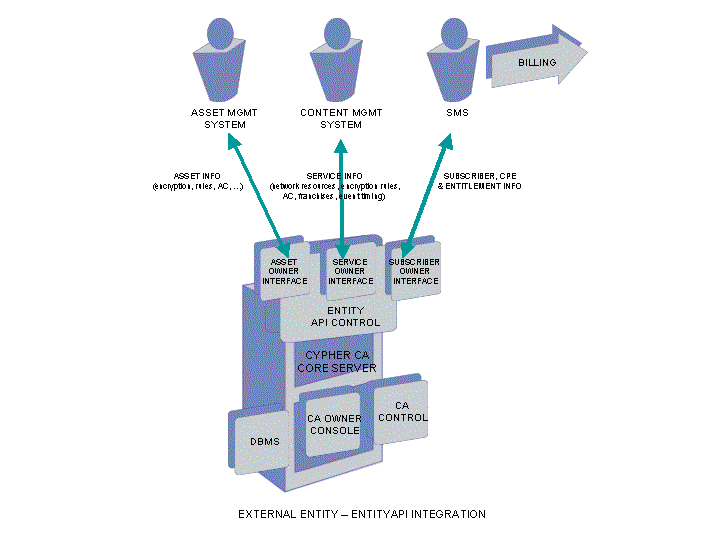 BILLING
ASSET MGMT
SYSTEM
CONTENT MGMT
SYSTEM
SMS
ASSET INFO
(encryption, rules, AC, ...)
SERVICE INFO
(network resources, encryption rules,
AC, franchises, event timing)
SUBSCRIBER, CPE
& ENTITLEMENT INFO
ASSET
OWNER
INTERFACE
SERVICE
OWNER
INTERFACE
SUBSCRIBER
OWNER
INTERFACE
ENTITY
API CONTROL
CYPHER CA
CORE SERVER
CA OWNER
CONSOLE
CA
CONTROL
DBMS
EXTERNAL ENTITY – ENTITYAPI INTEGRATION